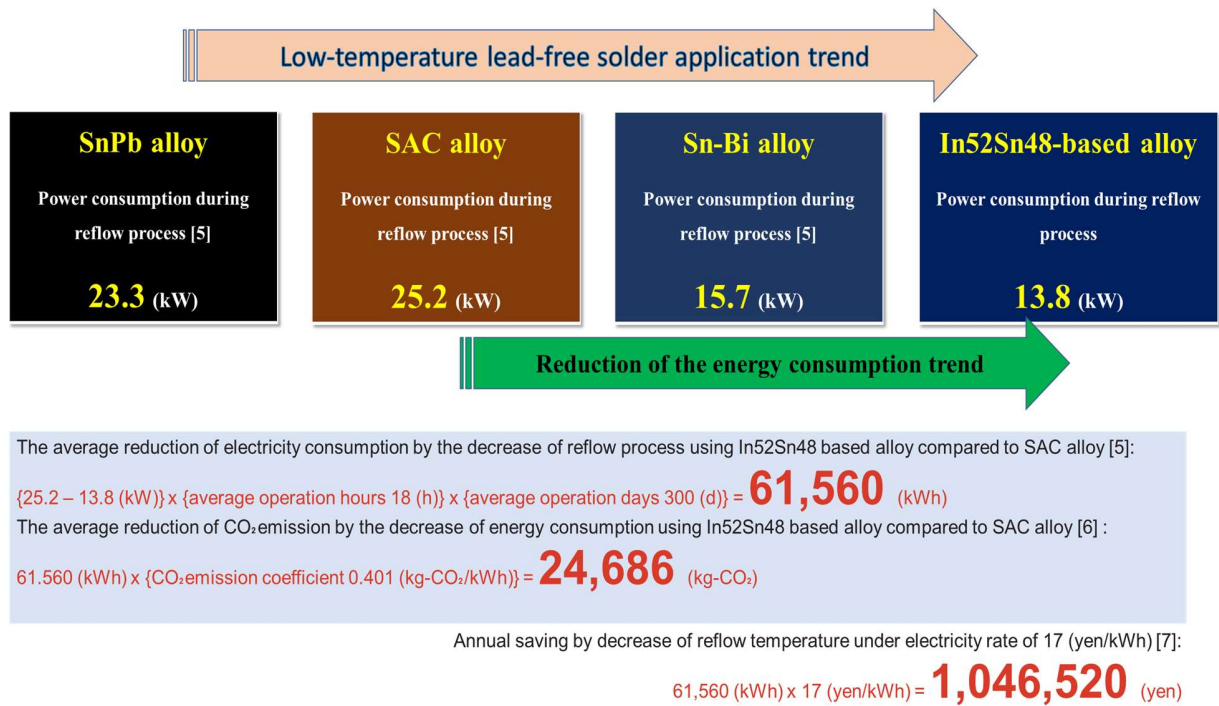 Low-temperature lead-free solder application trend
SnPb alloy
Power consumption during
reflow process [5]
23.3 (kW)
SAC alloy
Power consumption during
reflow process [5]
25.2 (kW)
Sn-Bi alloy
Power consumption during
reflow process [5]
15.7 (kW)
In52Sn48-based alloy
Power consumption during reflow
process
13.8 (kW)
Reduction of the energy consumption trend
The average reduction of electricity consumption by the decrease of reflow process using In52Sn48 based alloy compared to SAC alloy [5]:
{25.2 – 13.8 (kW)} x {average operation hours 18 (h)} x {average operation days 300 (d)} = 61,560 (kWh)
The average reduction of CO₂ emission by the decrease of energy consumption using In52Sn48 based alloy compared to SAC alloy [6] :
61.560 (kWh) x {CO₂ emission coefficient 0.401 (kg-CO₂/kWh)} = 24,686 (kg-CO₂)
Annual saving by decrease of reflow temperature under electricity rate of 17 (yen/kWh) [7]:
61,560 (kWh) x 17 (yen/kWh) = 1,046,520 (yen)